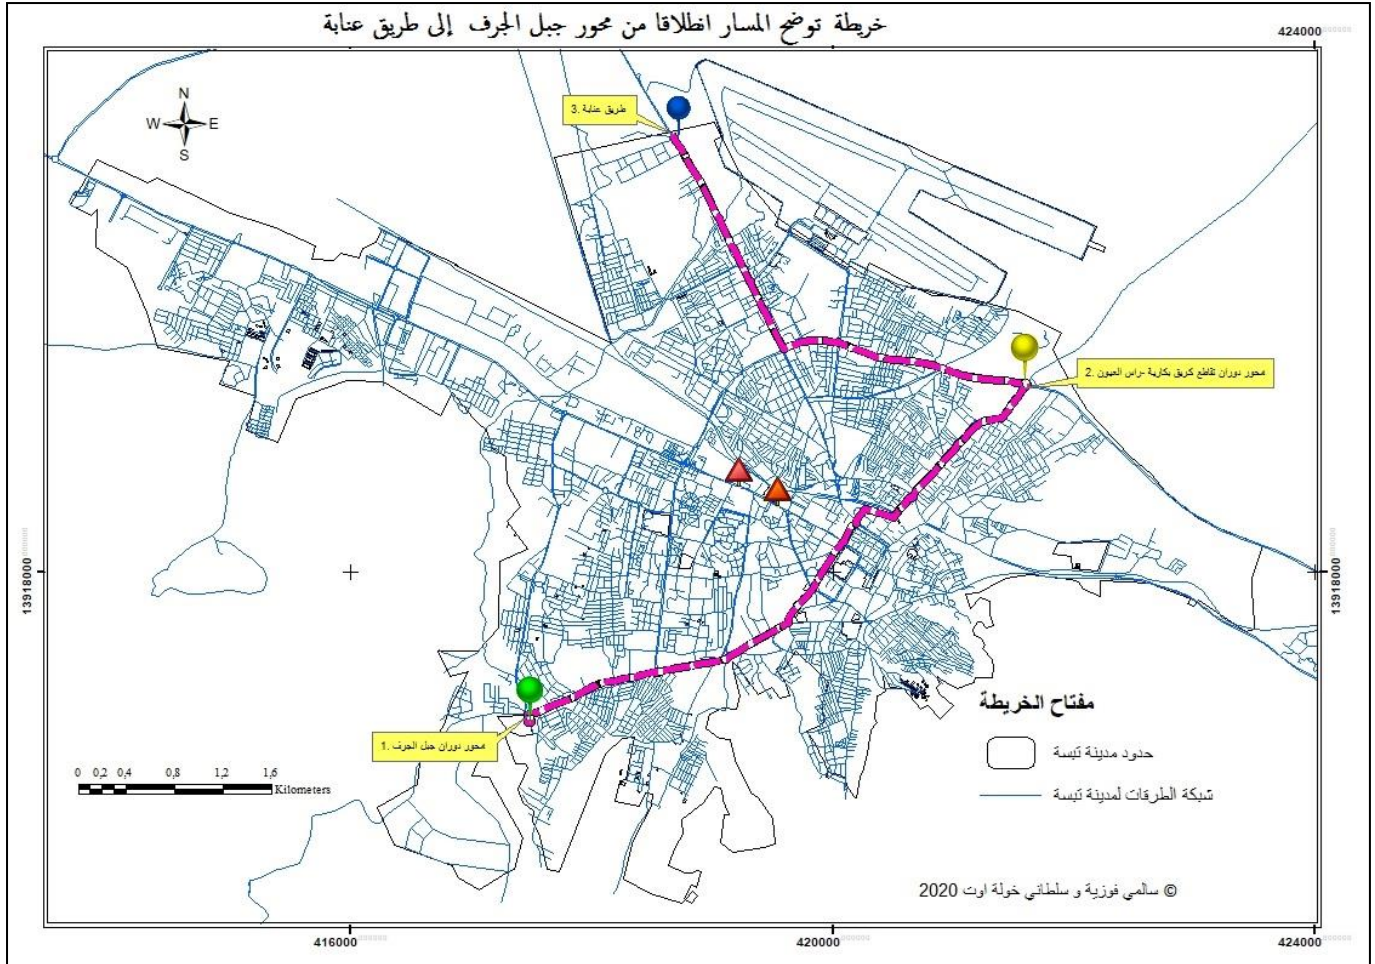 خريطة توضح المسار انطلاقا من محور جبل الجرف إلى طريق عنابة
424000
N
W E
S
3. طريق عنابة
2. محور دوران تقاطع كريق بكارية -راس العيون
13918000
13918000
1. محور دوران جبل الجرف
مفتاح الخريطة
حدود مدينة تبسة
شبكة الطرقات لمدينة تبسة
0 0,2 0,4 0,8 1,2 1,6
Kilometers
© سالمي فوزية و سلطاني خولة اوت 2020
416000
420000
424000